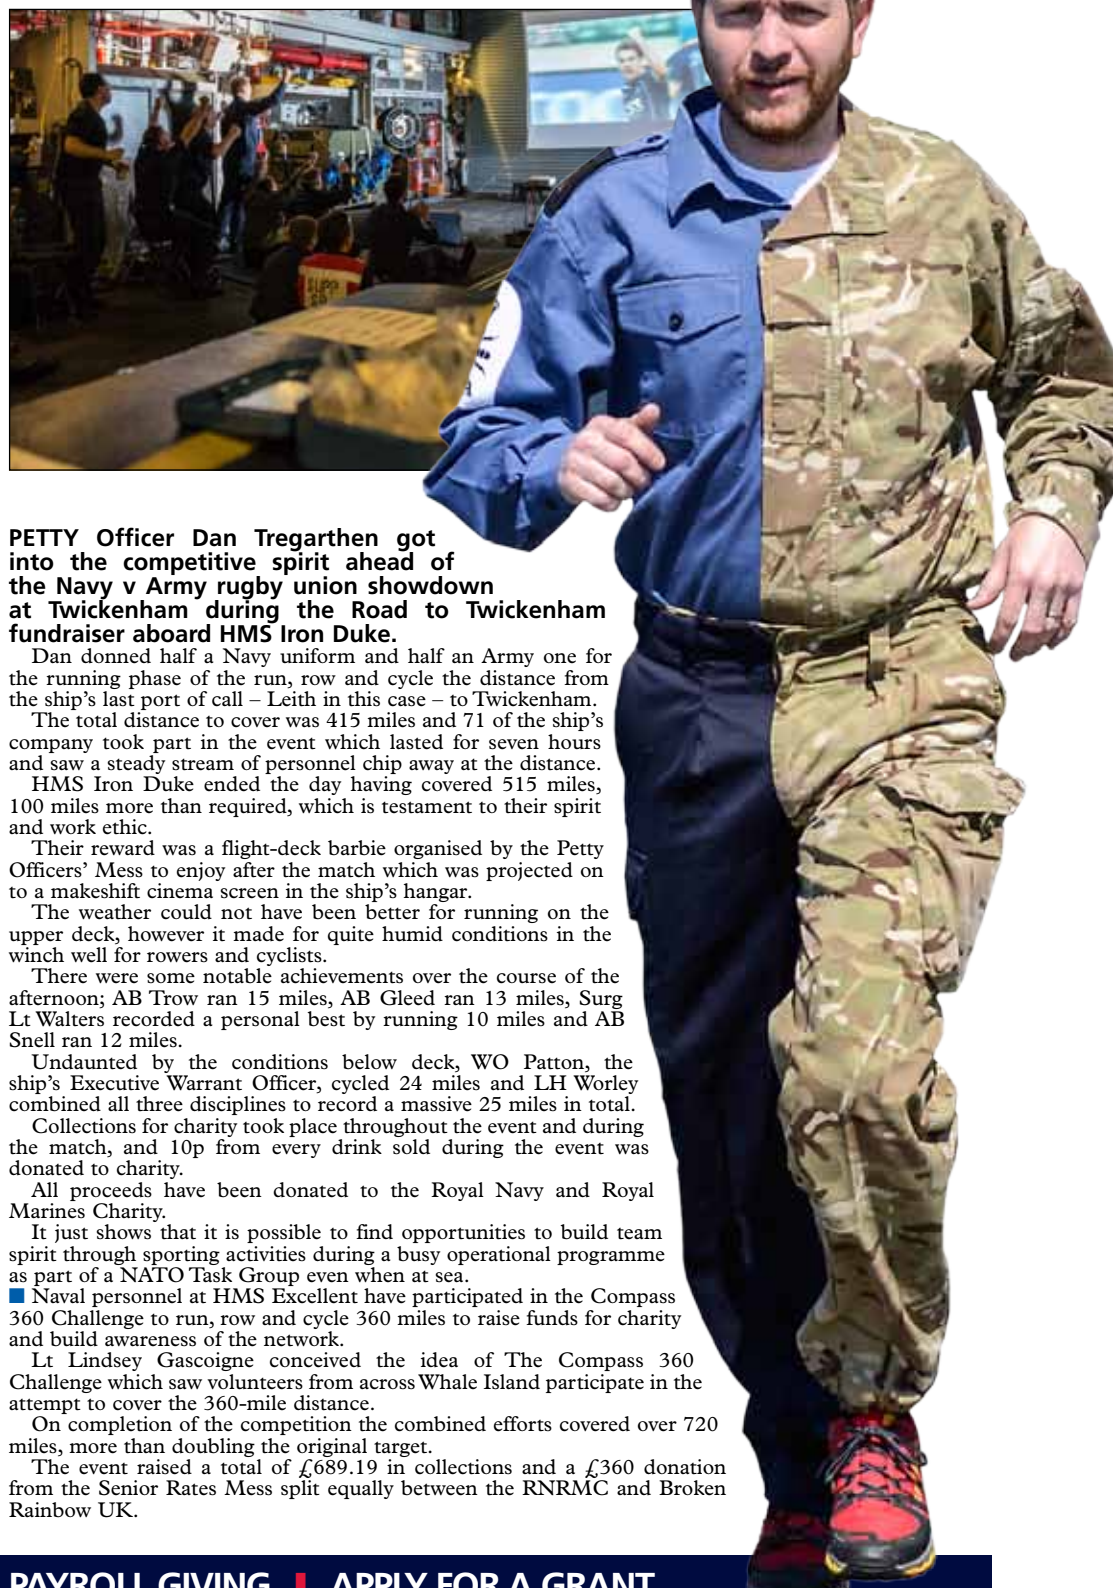 SUPP
SRT
PETTY Officer Dan Tregarthen got
into the competitive spirit ahead of
the Navy v Army rugby union showdown
at Twickenham during the Road to Twickenham
fundraiser aboard HMS Iron Duke.
Dan donned half a Navy uniform and half an Army one for
the running phase of the run, row and cycle the distance from
the ship's last port of call – Leith in this case – to Twickenham.
The total distance to cover was 415 miles and 71 of the ship's
company took part in the event which lasted for seven hours
and saw a steady stream of personnel chip away at the distance.
HMS Iron Duke ended the day having covered 515 miles,
100 miles more than required, which is testament to their spirit
and work ethic.
Their reward was a flight-deck barbie organised by the Petty
Officers' Mess to enjoy after the match which was projected on
to a makeshift cinema screen in the ship's hangar.
The weather could not have been better for running on the
upper deck, however it made for quite humid conditions in the
winch well for rowers and cyclists.
There were some notable achievements over the course of the
afternoon; AB Trow ran 15 miles, AB Gleed ran 13 miles, Surg
Lt Walters recorded a personal best by running 10 miles and AB
Snell ran 12 miles.
Undaunted by the conditions below deck, WO Patton, the
ship's Executive Warrant Officer, cycled 24 miles and LH Worley
combined all three disciplines to record a massive 25 miles in total.
Collections for charity took place throughout the event and during
the match, and 10p from every drink sold during the event was
donated to charity.
All proceeds have been donated to the Royal Navy and Royal
Marines Charity.
It just shows that it is possible to find opportunities to build team
spirit through sporting activities during a busy operational programme
as part of a NATO Task Group even when at sea.
■ Naval personnel at HMS Excellent have participated in the Compass
360 Challenge to run, row and cycle 360 miles to raise funds for charity
and build awareness of the network.
Lt Lindsey Gascoigne conceived the idea of The Compass 360
Challenge which saw volunteers from across Whale Island participate in the
attempt to cover the 360-mile distance.
On completion of the competition the combined efforts covered over 720
miles, more than doubling the original target.
The event raised a total of £689.19 in collections and a £360 donation
from the Senior Rates Mess split equally between the RNRMC and Broken
Rainbow UK.
PAYROLL GIVING | APPLY FOR A GRANT